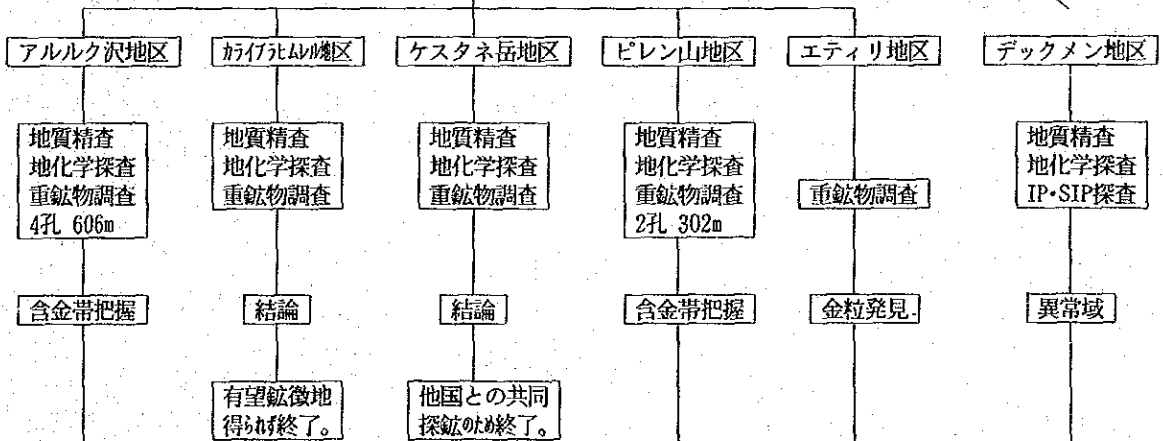 アルルク沢地区
カライブラヒムレル地区
ケスタネ岳地区
ピレン山地区
エティリ地区
デックメン地区
地質精査
地化学探査
重鉱物調査
4孔 606m
地質精査
地化学探査
重鉱物調査
地質精査
地化学探査
重鉱物調査
地質精査
地化学探査
重鉱物調査
2孔 302m
重鉱物調査
地質精査
地化学探査
IP・SIP探査
含金帯把握
結論
結論
含金帯把握
金粒発見
異常域
有望鉱徴地
得られず終了。
他国との共同
探鉱のため終了。